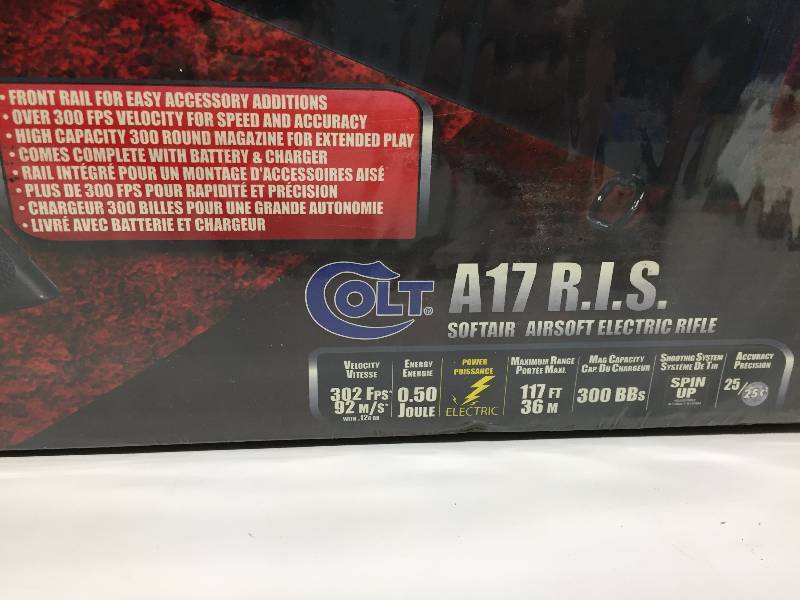 • FRONT RAIL FOR EASY ACCESSORY ADDITIONS
• OVER 300 FPS VELOCITY FOR SPEED AND ACCURACY
• HIGH CAPACITY 300 ROUND MAGAZINE FOR EXTENDED PLAY
• COMES COMPLETE WITH BATTERY & CHARGER
• RAIL INTÉGRÉ POUR UN MONTAGE D'ACCESSOIRES AISÉ
• PLUS DE 300 FPS POUR RAPIDITÉ ET PRÉCISION
• CHARGEUR 300 BILLES POUR UNE GRANDE AUTONOMIE
• LIVRÉ AVEC BATTERIE ET CHARGEUR
COLT® A17 R.I.S.
SOFTAIR AIRSOFT ELECTRIC RIFLE
VELOCITY
VITESSE
302 FPS*
92 M/S*
WITH .12G BB
ENERGY
ENERGIE
0.50
JOULE
POWER
PUISSANCE
ELECTRIC
MAXIMUM RANGE
PORTÉE MAXI.
117 FT
36 M
MAG CAPACITY
CAP. DU CHARGEUR
300 BBS
SHOOTING SYSTEM
SYSTÈME DE TIR
SPIN
UP
ACCURACY
PRÉCISION
25/25¢